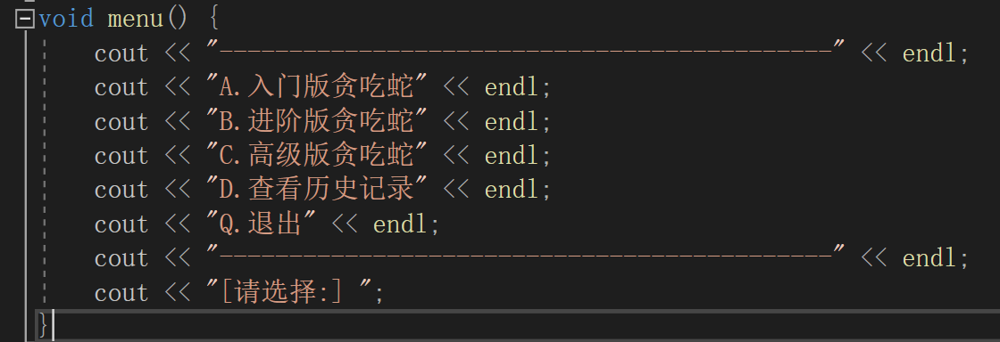 void menu() {
cout << "--------------------------------------------" << endl;
cout << "A.入门版贪吃蛇" << endl;
cout << "B.进阶版贪吃蛇" << endl;
cout << "C.高级版贪吃蛇" << endl;
cout << "D.查看历史记录" << endl;
cout << "Q.退出" << endl;
cout << "--------------------------------------------" << endl;
cout << "[请选择:] ";
}